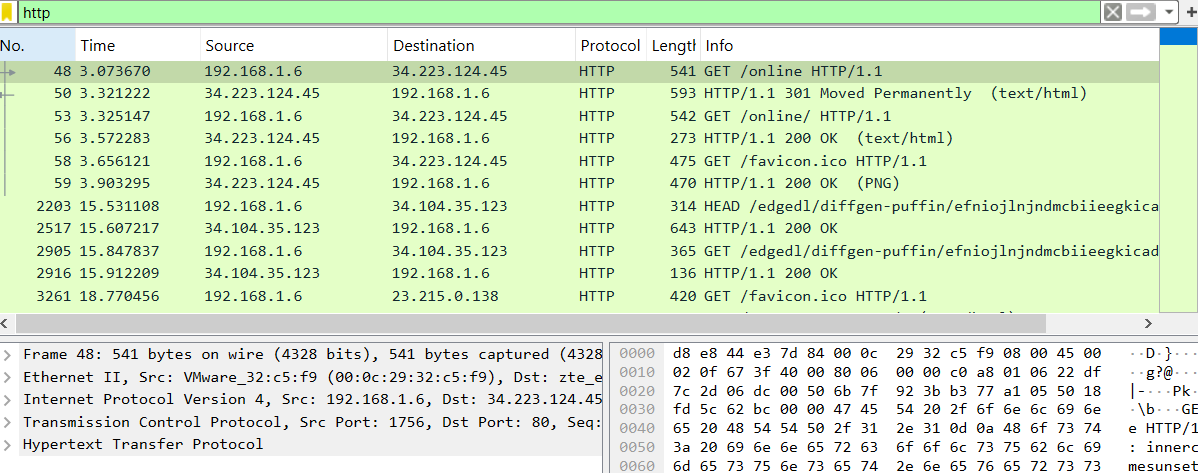 http
No. Time Source Destination Protocol Length Info
48 3.073670 192.168.1.6 34.223.124.45 HTTP 541 GET /online HTTP/1.1
50 3.321222 34.223.124.45 192.168.1.6 HTTP 593 HTTP/1.1 301 Moved Permanently (text/html)
53 3.325147 192.168.1.6 34.223.124.45 HTTP 542 GET /online/ HTTP/1.1
56 3.572283 34.223.124.45 192.168.1.6 HTTP 273 HTTP/1.1 200 OK (text/html)
58 3.656121 192.168.1.6 34.223.124.45 HTTP 475 GET /favicon.ico HTTP/1.1
59 3.903295 34.223.124.45 192.168.1.6 HTTP 470 HTTP/1.1 200 OK (PNG)
2203 15.531108 192.168.1.6 34.104.35.123 HTTP 314 HEAD /edgedl/diffgen-puffin/efniojlnjndmcbiieegkica
2517 15.607217 34.104.35.123 192.168.1.6 HTTP 643 HTTP/1.1 200 OK
2905 15.847837 192.168.1.6 34.104.35.123 HTTP 365 GET /edgedl/diffgen-puffin/efniojlnjndmcbiieegkicad
2916 15.912209 34.104.35.123 192.168.1.6 HTTP 136 HTTP/1.1 200 OK
3261 18.770456 192.168.1.6 23.215.0.138 HTTP 420 GET /favicon.ico HTTP/1.1
Frame 48: 541 bytes on wire (4328 bits), 541 bytes captured (4328
Ethernet II, Src: VMware_32:c5:f9 (00:0c:29:32:c5:f9), Dst: zte_e
Internet Protocol Version 4, Src: 192.168.1.6, Dst: 34.223.124.45
Transmission Control Protocol, Src Port: 1756, Dst Port: 80, Seq:
Hypertext Transfer Protocol
0000 d8 e8 44 e3 7d 84 00 0c 29 32 c5 f9 08 00 45 00 ··D·}···
0010 02 0f 67 3f 40 00 80 06 00 00 c0 a8 01 06 22 df ··g?@···
0020 7c 2d 06 dc 00 50 6b 7f 92 3b b3 77 a1 05 50 18 |-···Pk·
0030 fd 5c 62 bc 00 00 47 45 54 20 2f 6f 6e 6c 69 6e ·\b···GE
0040 65 20 48 54 54 50 2f 31 2e 31 0d 0a 48 6f 73 74 e HTTP/1
0050 3a 20 69 6e 6e 65 72 63 6f 6f 6c 73 75 62 6c 69 : innerc
0060 6d 65 73 75 6e 73 65 74 2e 6e 65 76 65 72 73 73 mesunset